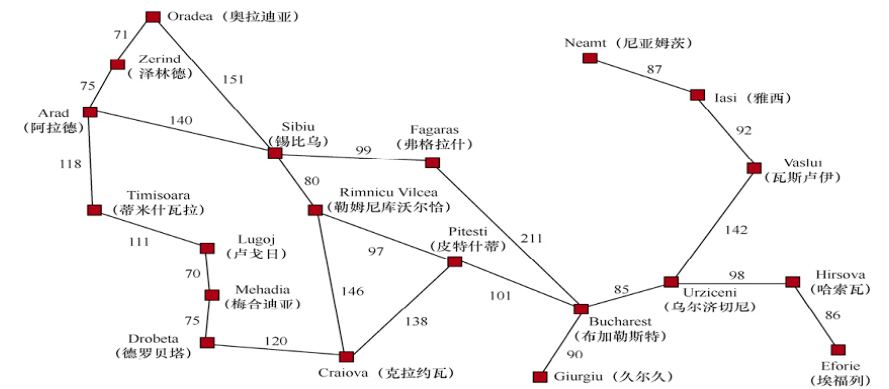 Oradea (奥拉迪亚)
71
Zerind
( 泽林德)
75
151
Arad
(阿拉德)
140
118
Sibiu
(锡比乌)
99
Fagaras
(弗格拉什)
80
Timisoara
(蒂米什瓦拉)
Rimnicu Vilcea
(勒姆尼库沃尔恰)
111
Lugoj
(卢戈日)
97
Pitesti
(皮特什蒂)
211
70
Mehadia
(梅合迪亚)
146
101
75
138
Drobeta
(德罗贝塔)
120
Craiova (克拉约瓦)
Neamt (尼亚姆茨)
87
Iasi (雅西)
92
Vaslui
(瓦斯卢伊)
142
85
98
Urziceni
(乌尔济切尼)
Hirsova
(哈索瓦)
86
Bucharest
(布加勒斯特)
90
Giurgiu (久尔久)
Eforie
(埃福列)